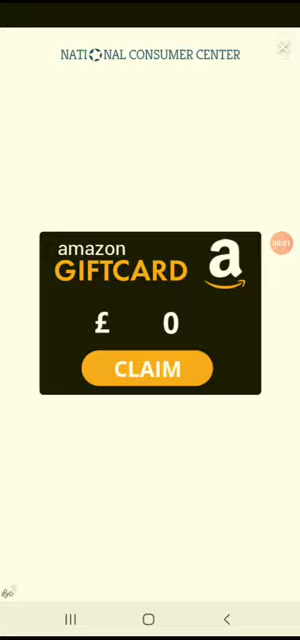 NATIONAL CONSUMER CENTER
00:01
amazon
GIFTCARD
a
£ 0
CLAIM